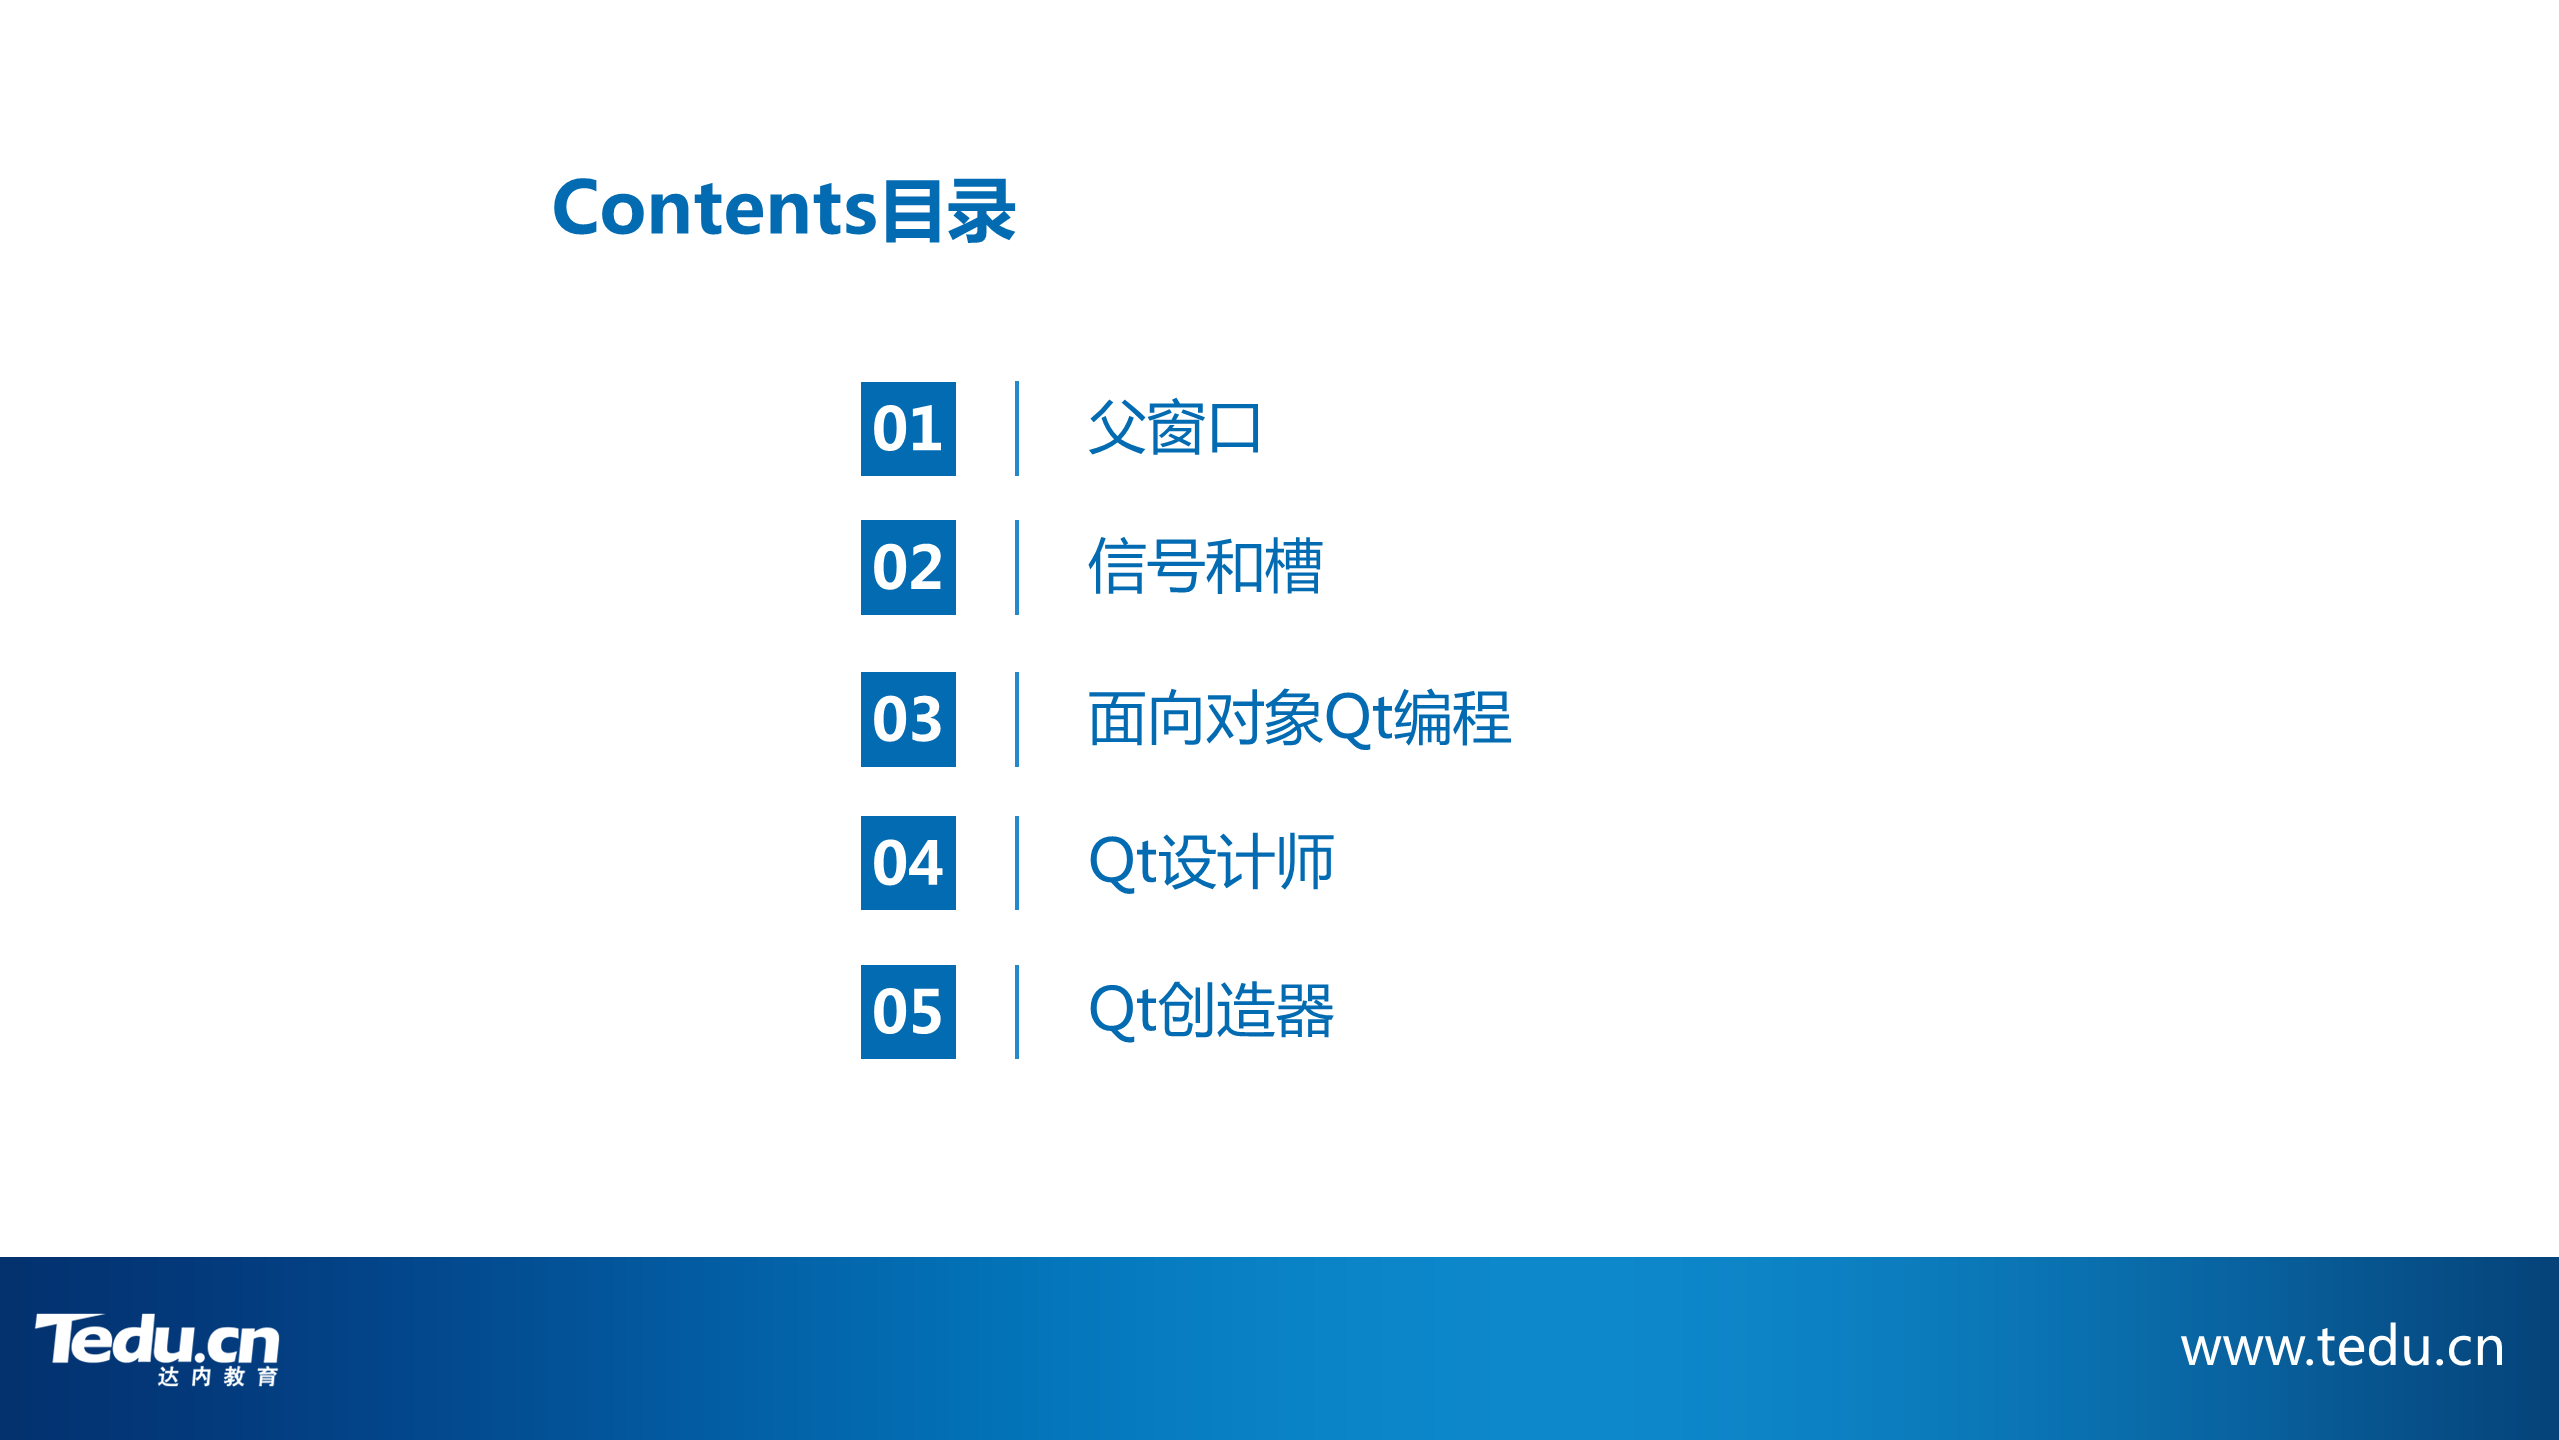 Contents目录
01 父窗口
02 信号和槽
03 面向对象Qt编程
04 Qt设计师
05 Qt创造器
Tedu.cn
达内教育
www.tedu.cn